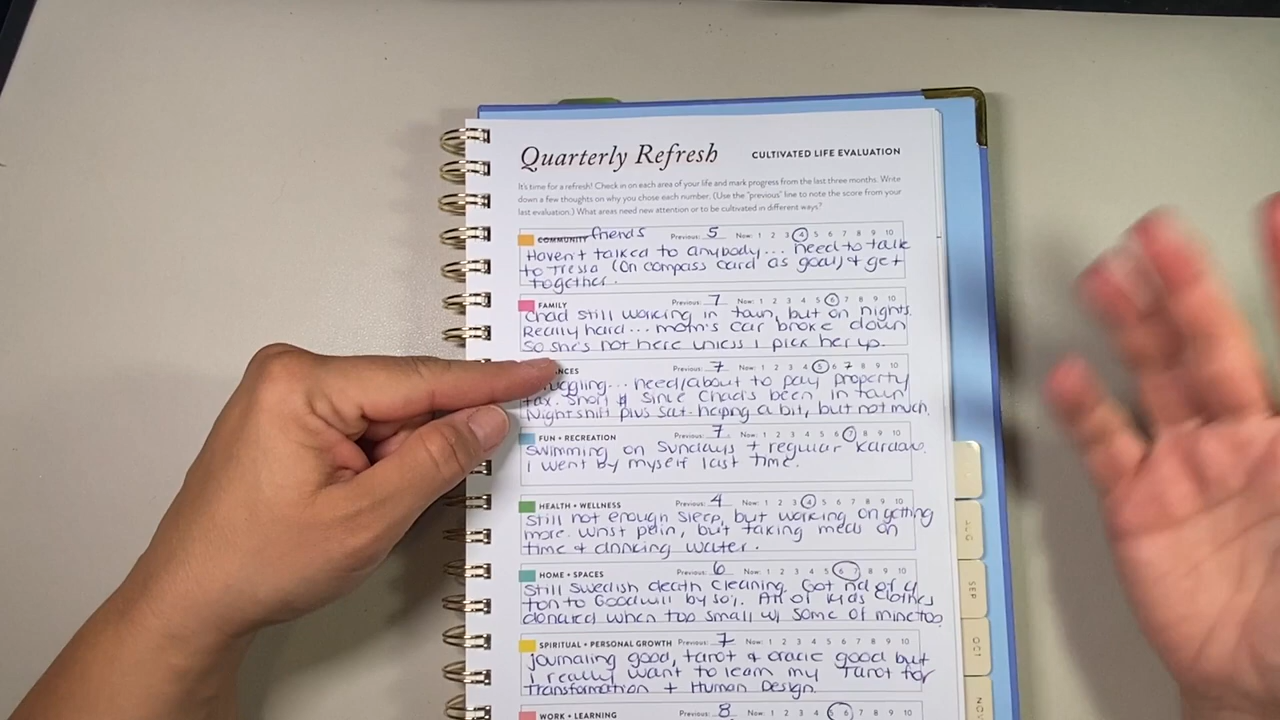 Quarterly Refresh CULTIVATED LIFE EVALUATION
It's time for a refresh! Check in on each area of your life and mark progress from the last three months. Write
down a few thoughts on why you chose each number. (Use the "previous" line to note the score from your
last evaluation.) What areas need new attention or to be cultivated in different ways?
COMMUNITY friends Previous: 5 Now: 1 2 3 4 5 6 7 8 9 10
Haven't talked to anybody... need to talk
to Tressa (on compass card as goal) & get
together.
FAMILY Previous: 7 Now: 1 2 3 4 5 6 7 8 9 10
Chad still working in town, but on nights.
Really hard... mom's car broke down
so she's not here unless I pick her up.
ANCES Previous: 7 Now: 1 2 3 4 5 6 7 8 9 10
uggling... need/about to pay property
tax. Short $ since Chad's been in town
Nightshift plus sat. helping a bit, but not much.
FUN + RECREATION Previous: 7 Now: 1 2 3 4 5 6 7 8 9 10
Swimming on Sundays + regular karaoke.
I went by myself last time.
HEALTH + WELLNESS Previous: 4 Now: 1 2 3 4 5 6 7 8 9 10
Still not enough sleep, but working on getting
more. Wrist pain, but taking meds on
time & drinking water.
HOME + SPACES Previous: 6 Now: 1 2 3 4 5 6 7 8 9 10
Still Swedish death cleaning. Got rid of a
ton to Goodwill by 50%. All of kids clothes
donated when too small w/ some of mine too.
SPIRITUAL + PERSONAL GROWTH Previous: 7 Now: 1 2 3 4 5 6 7 8 9 10
journaling good, tarot & oracle good but
I really want to learn my Tarot for
Transformation + Human Design.
WORK + LEARNING Previous: 8 Now: 1 2 3 4 5 6 7 8 9 10
AUG
SEP
OCT
NOV